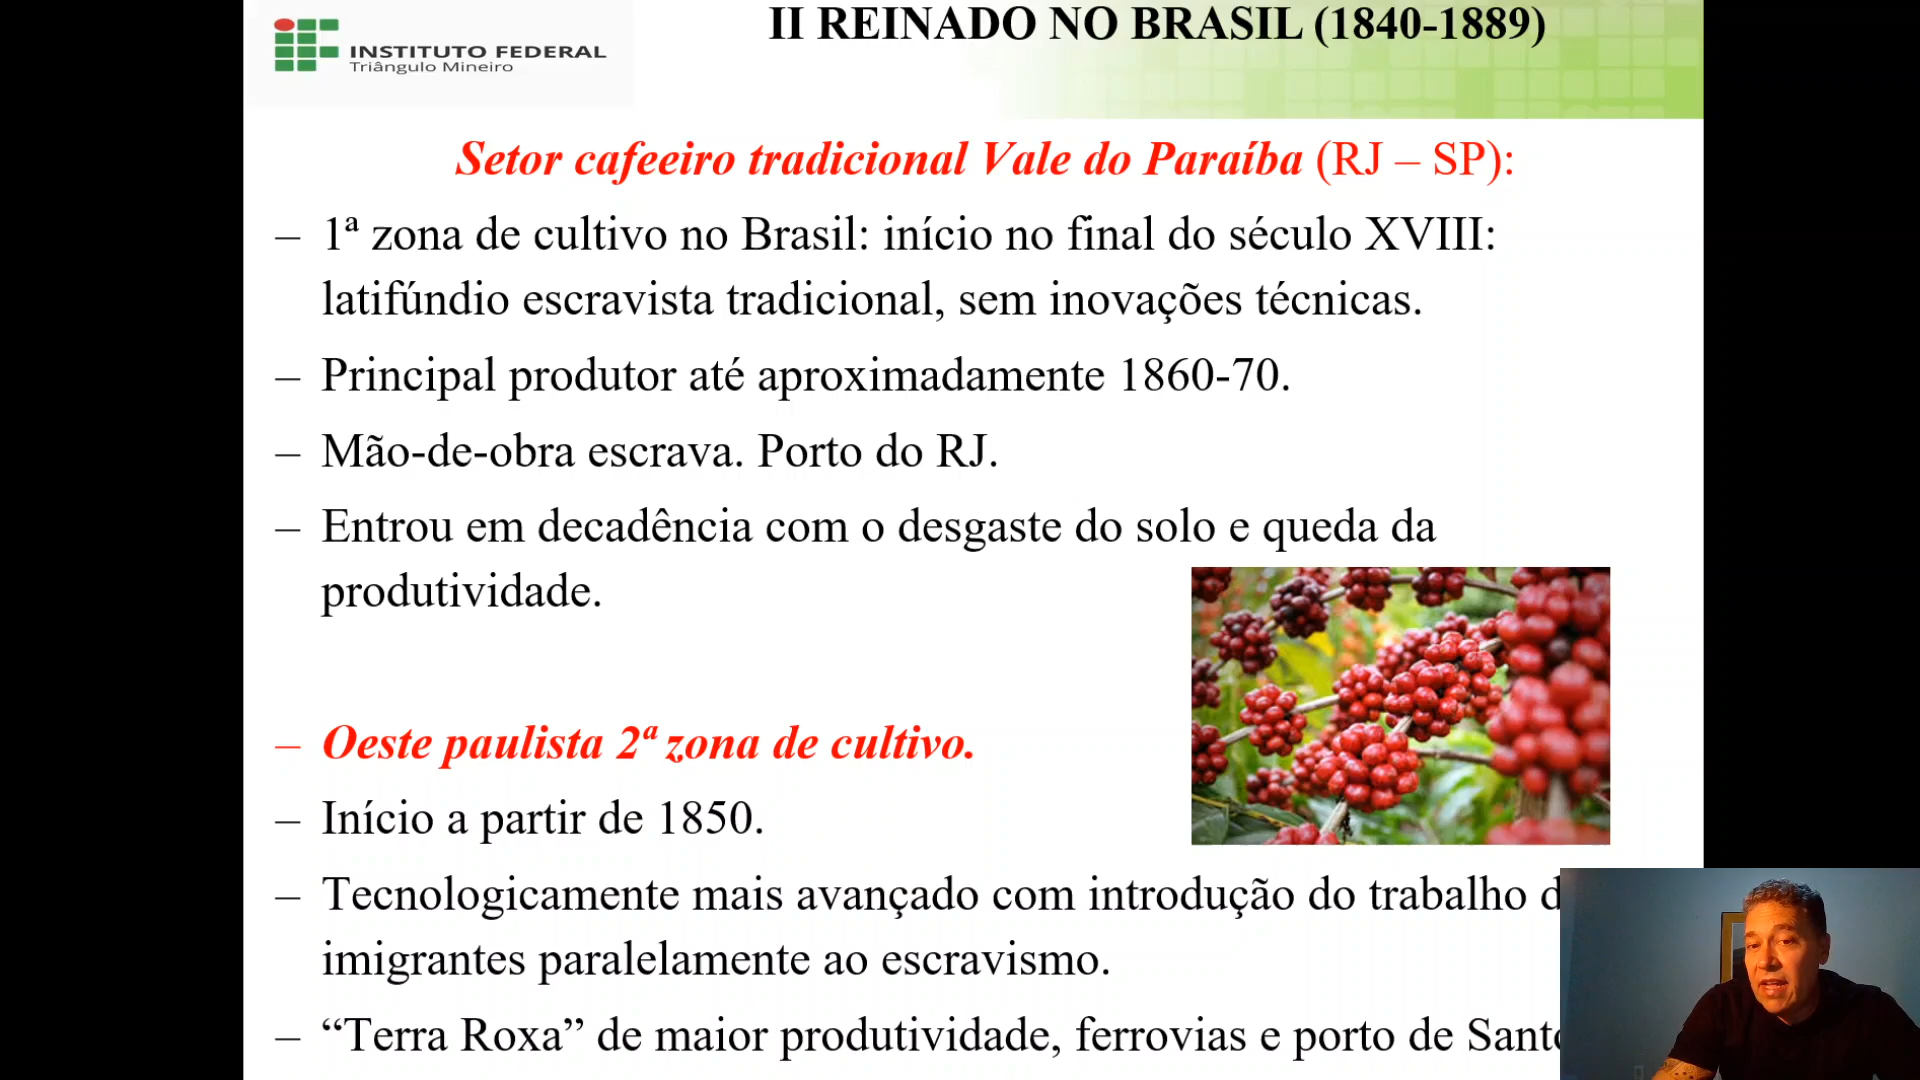 INSTITUTO FEDERAL
Triângulo Mineiro
II REINADO NO BRASIL (1840-1889)
Setor cafeeiro tradicional Vale do Paraíba (RJ – SP):
– 1ª zona de cultivo no Brasil: início no final do século XVIII:
latifúndio escravista tradicional, sem inovações técnicas.
– Principal produtor até aproximadamente 1860-70.
– Mão-de-obra escrava. Porto do RJ.
– Entrou em decadência com o desgaste do solo e queda da
produtividade.
– Oeste paulista 2ª zona de cultivo.
– Início a partir de 1850.
– Tecnologicamente mais avançado com introdução do trabalho
imigrantes paralelamente ao escravismo.
– “Terra Roxa” de maior produtividade, ferrovias e porto de